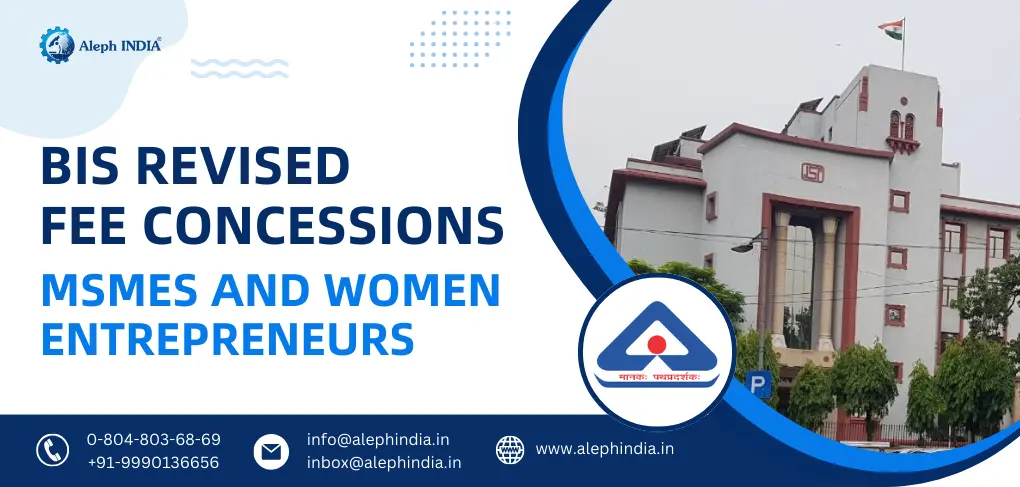 Aleph INDIA®
BIS REVISED
FEE CONCESSIONS
MSMES AND WOMEN
ENTREPRENEURS
ISI
मानकः पथप्रदर्शकः
P
0-804-803-68-69
+91-9990136656
info@alephindia.in
inbox@alephindia.in
www.alephindia.in